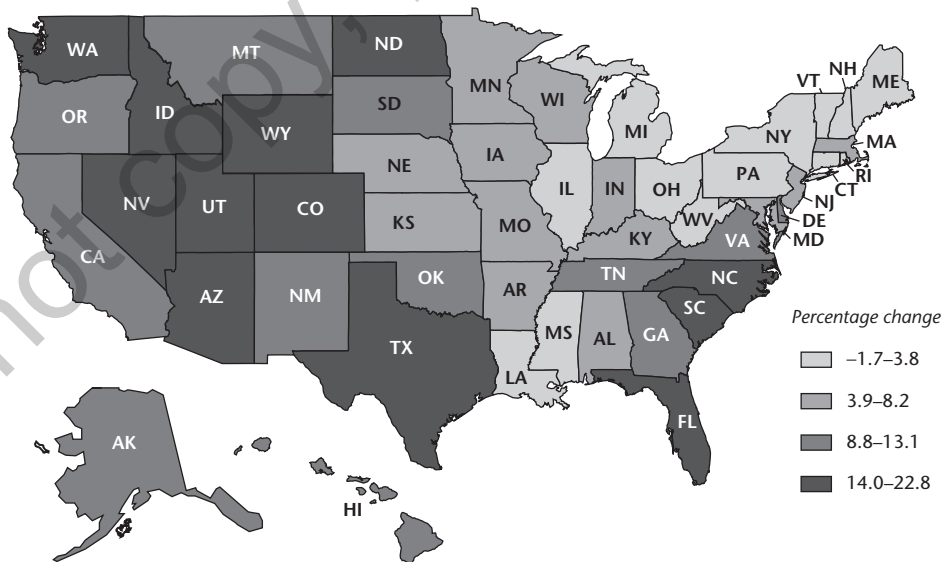 WA
MT
ND
MN
VT
NH
ME
OR
ID
WY
SD
WI
MI
NY
MA
RI
CT
NE
IA
PA
NJ
NV
UT
CO
IL
IN
OH
DE
MD
KS
MO
WV
VA
KY
CA
AZ
NM
OK
AR
TN
NC
SC
TX
MS
AL
GA
LA
FL
AK
HI
Percentage change
–1.7–3.8
3.9–8.2
8.8–13.1
14.0–22.8
not copy,